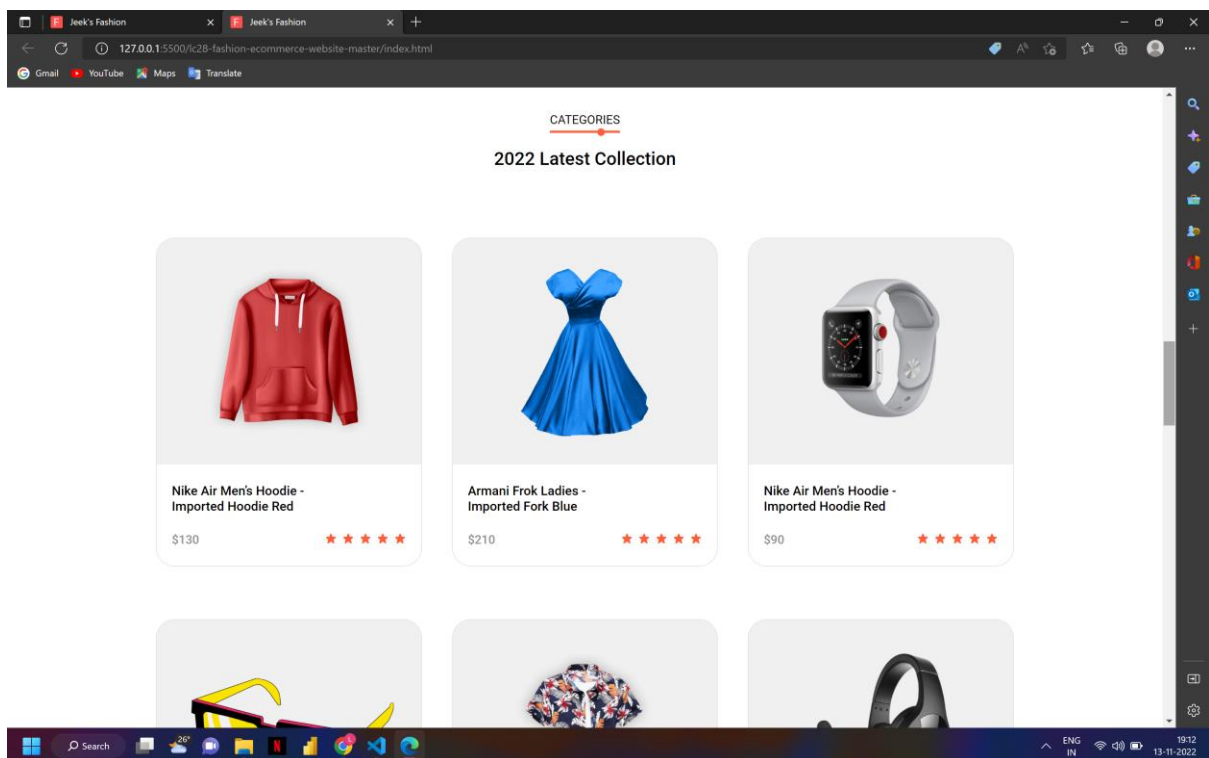 Jeek's Fashion
Jeek's Fashion
127.0.0.1:5500/lc28-fashion-ecommerce-website-master/index.html
Gmail YouTube Maps Translate
CATEGORIES
2022 Latest Collection
Nike Air Men's Hoodie -
Imported Hoodie Red
$130
Armani Frok Ladies -
Imported Fork Blue
$210
Nike Air Men's Hoodie -
Imported Hoodie Red
$90
26°
Search
ENG
IN
19:12
13-11-2022